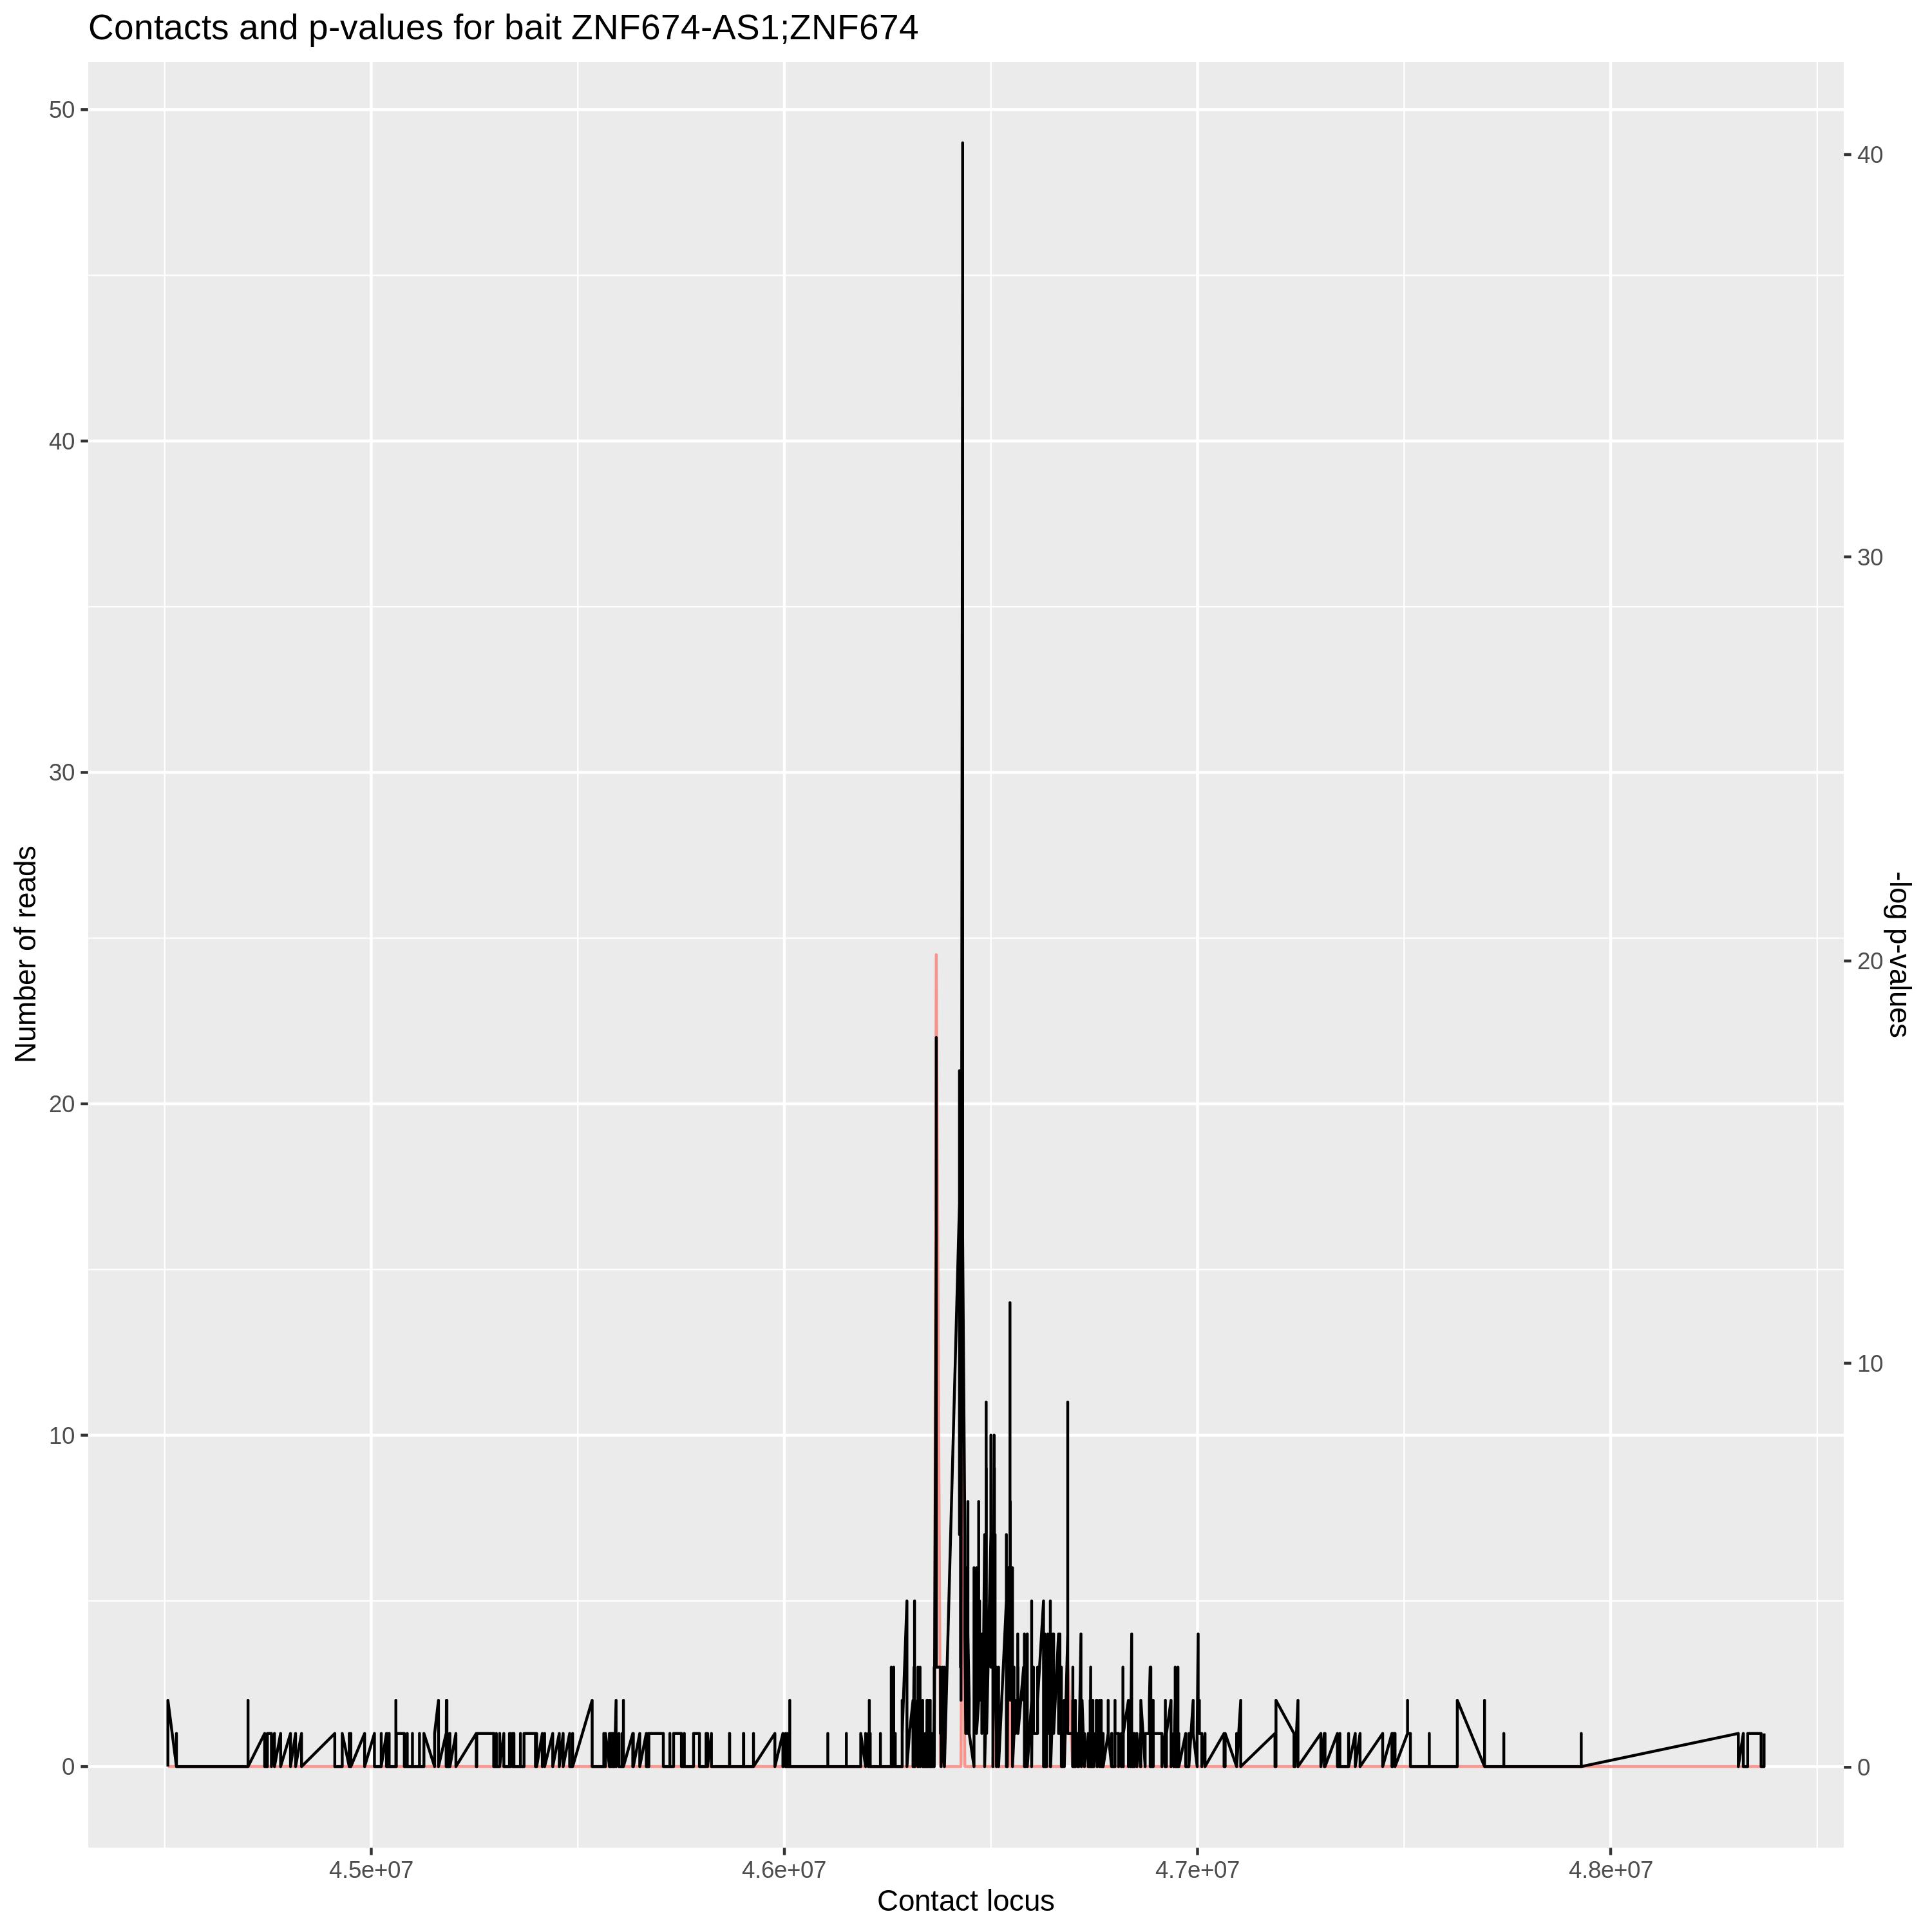 Contacts and p-values for bait ZNF674-AS1;ZNF674
50
40
30
20
10
0
Number of reads
40
30
20
10
0
-log p-values
4.5e+07
4.6e+07
4.7e+07
4.8e+07
Contact locus